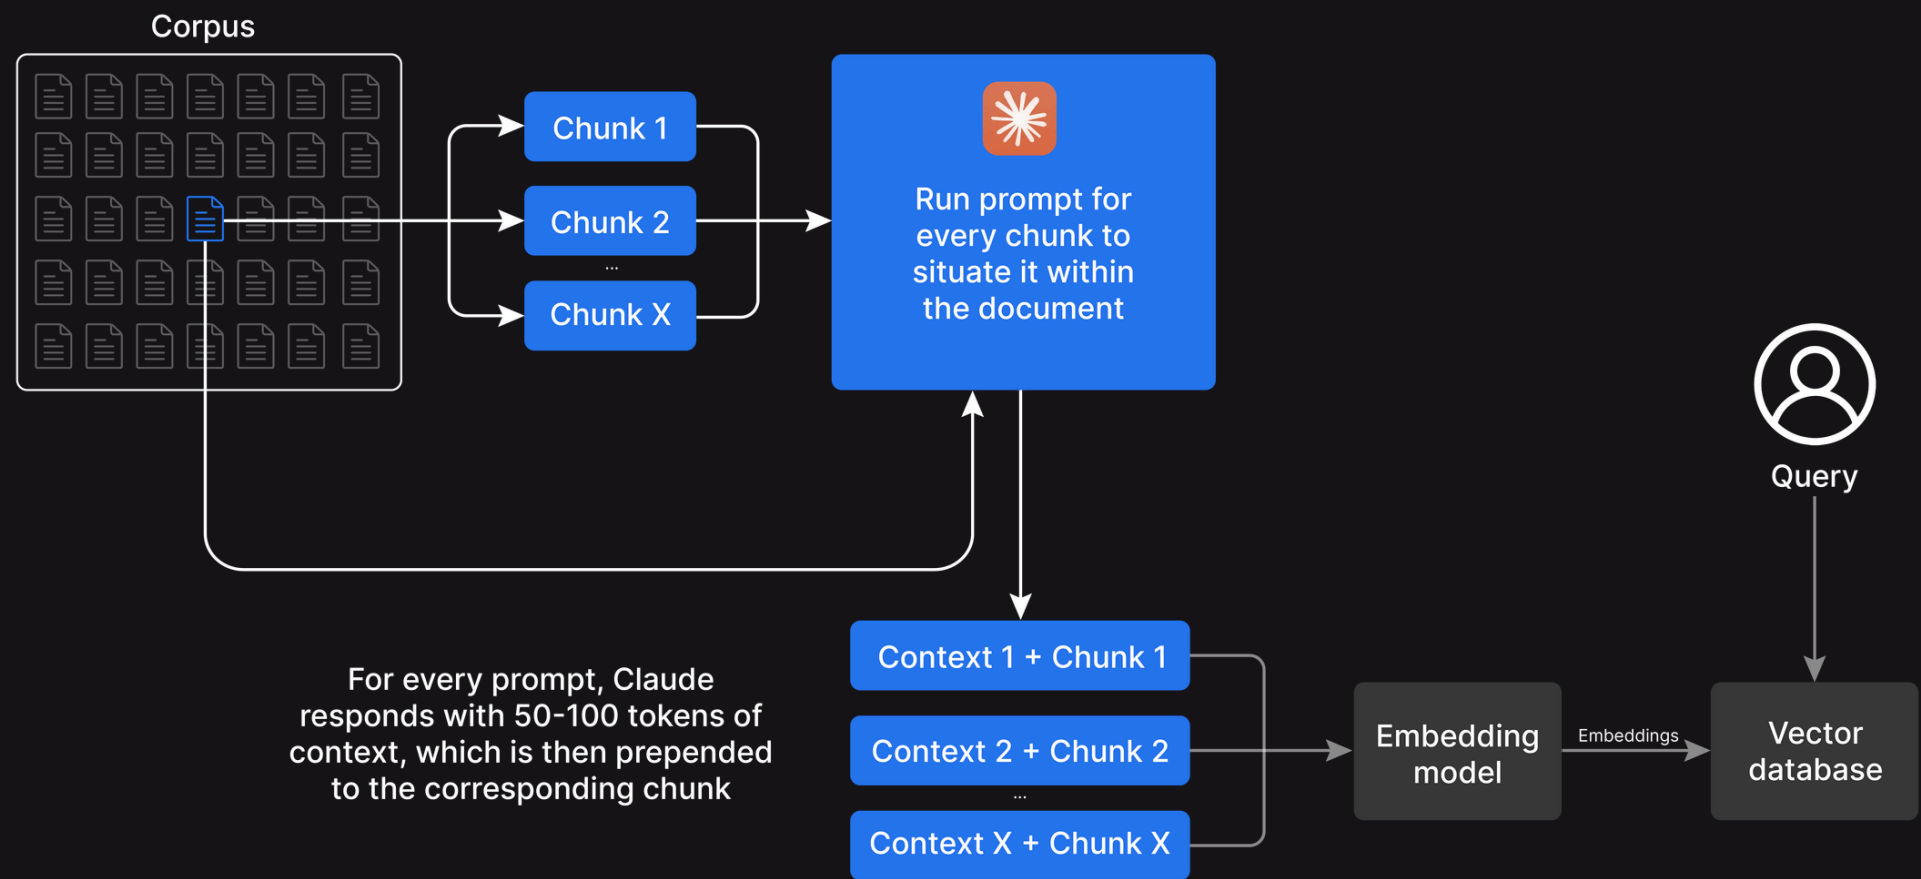 Corpus
Chunk 1
Chunk 2
...
Chunk X
Run prompt for
every chunk to
situate it within
the document
Query
For every prompt, Claude
responds with 50-100 tokens of
context, which is then prepended
to the corresponding chunk
Context 1 + Chunk 1
Context 2 + Chunk 2
...
Context X + Chunk X
Embedding
model
Embeddings
Vector
database